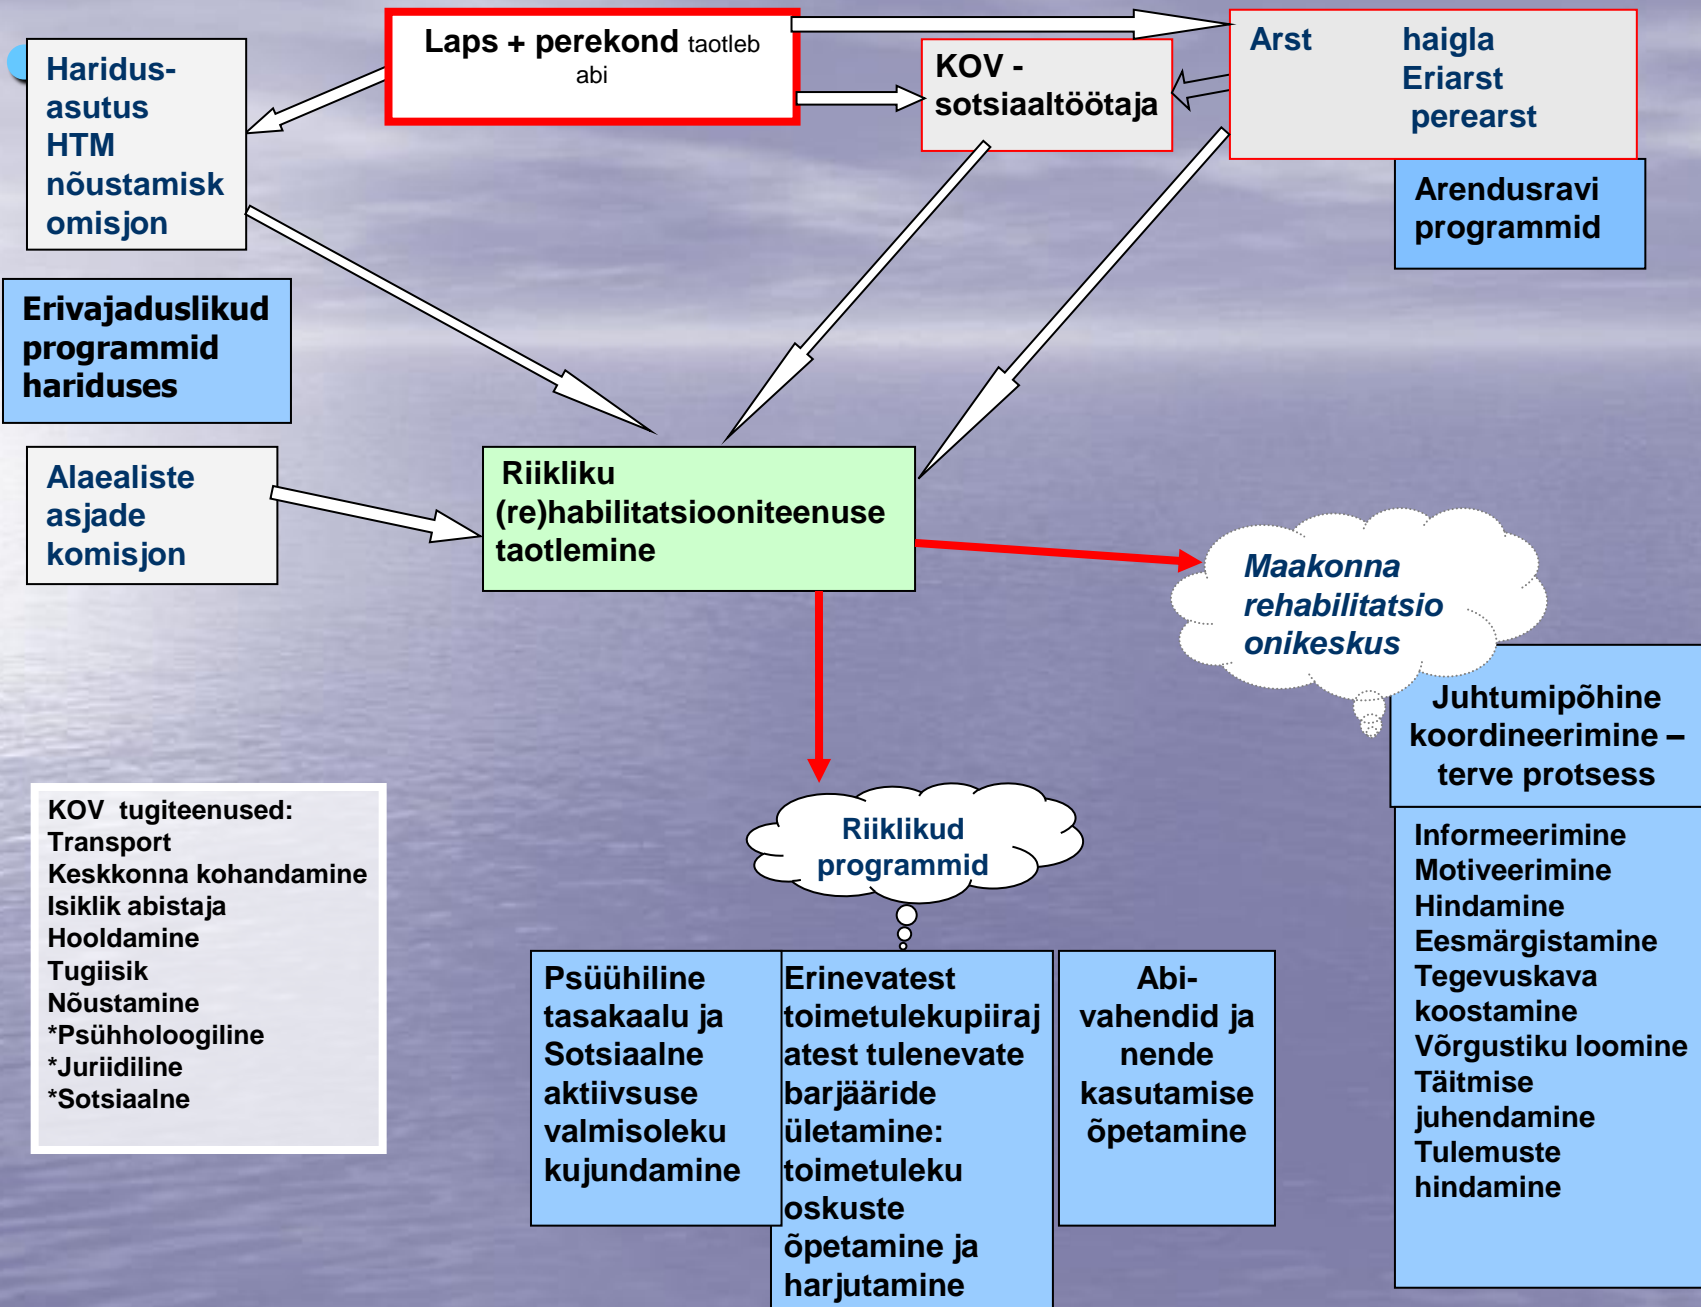 Laps + perekond taotleb
abi
Haridus-
asutus
HTM
nõustamisk
omisjon
KOV -
sotsiaaltöötaja
Arst haigla
Eriarst
perearst
Arendusravi
programmid
Erivajaduslikud
programmid
hariduses
Alaealiste
asjade
komisjon
Riikliku
(re)habilitatsiooniteenuse
taotlemine
Maakonna
rehabilitatsio
onikeskus
Juhtumipõhine
koordineerimine –
terve protsess
Informeerimine
Motiveerimine
Hindamine
Eesmärgistamine
Tegevuskava
koostamine
Võrgustiku loomine
Täitmise
juhendamine
Tulemuste
hindamine
KOV tugiteenused:
Transport
Keskkonna kohandamine
Isiklik abistaja
Hooldamine
Tugiisik
Nõustamine
*Psühholoogiline
*Juriidiline
*Sotsiaalne
Riiklikud
programmid
Psüühiline
tasakaalu ja
Sotsiaalne
aktiivsuse
valmisoleku
kujundamine
Erinevatest
toimetulekupiiraj
atest tulenevate
barjääride
ületamine:
toimetuleku
oskuste
õpetamine ja
harjutamine
Abi-
vahendid ja
nende
kasutamise
õpetamine